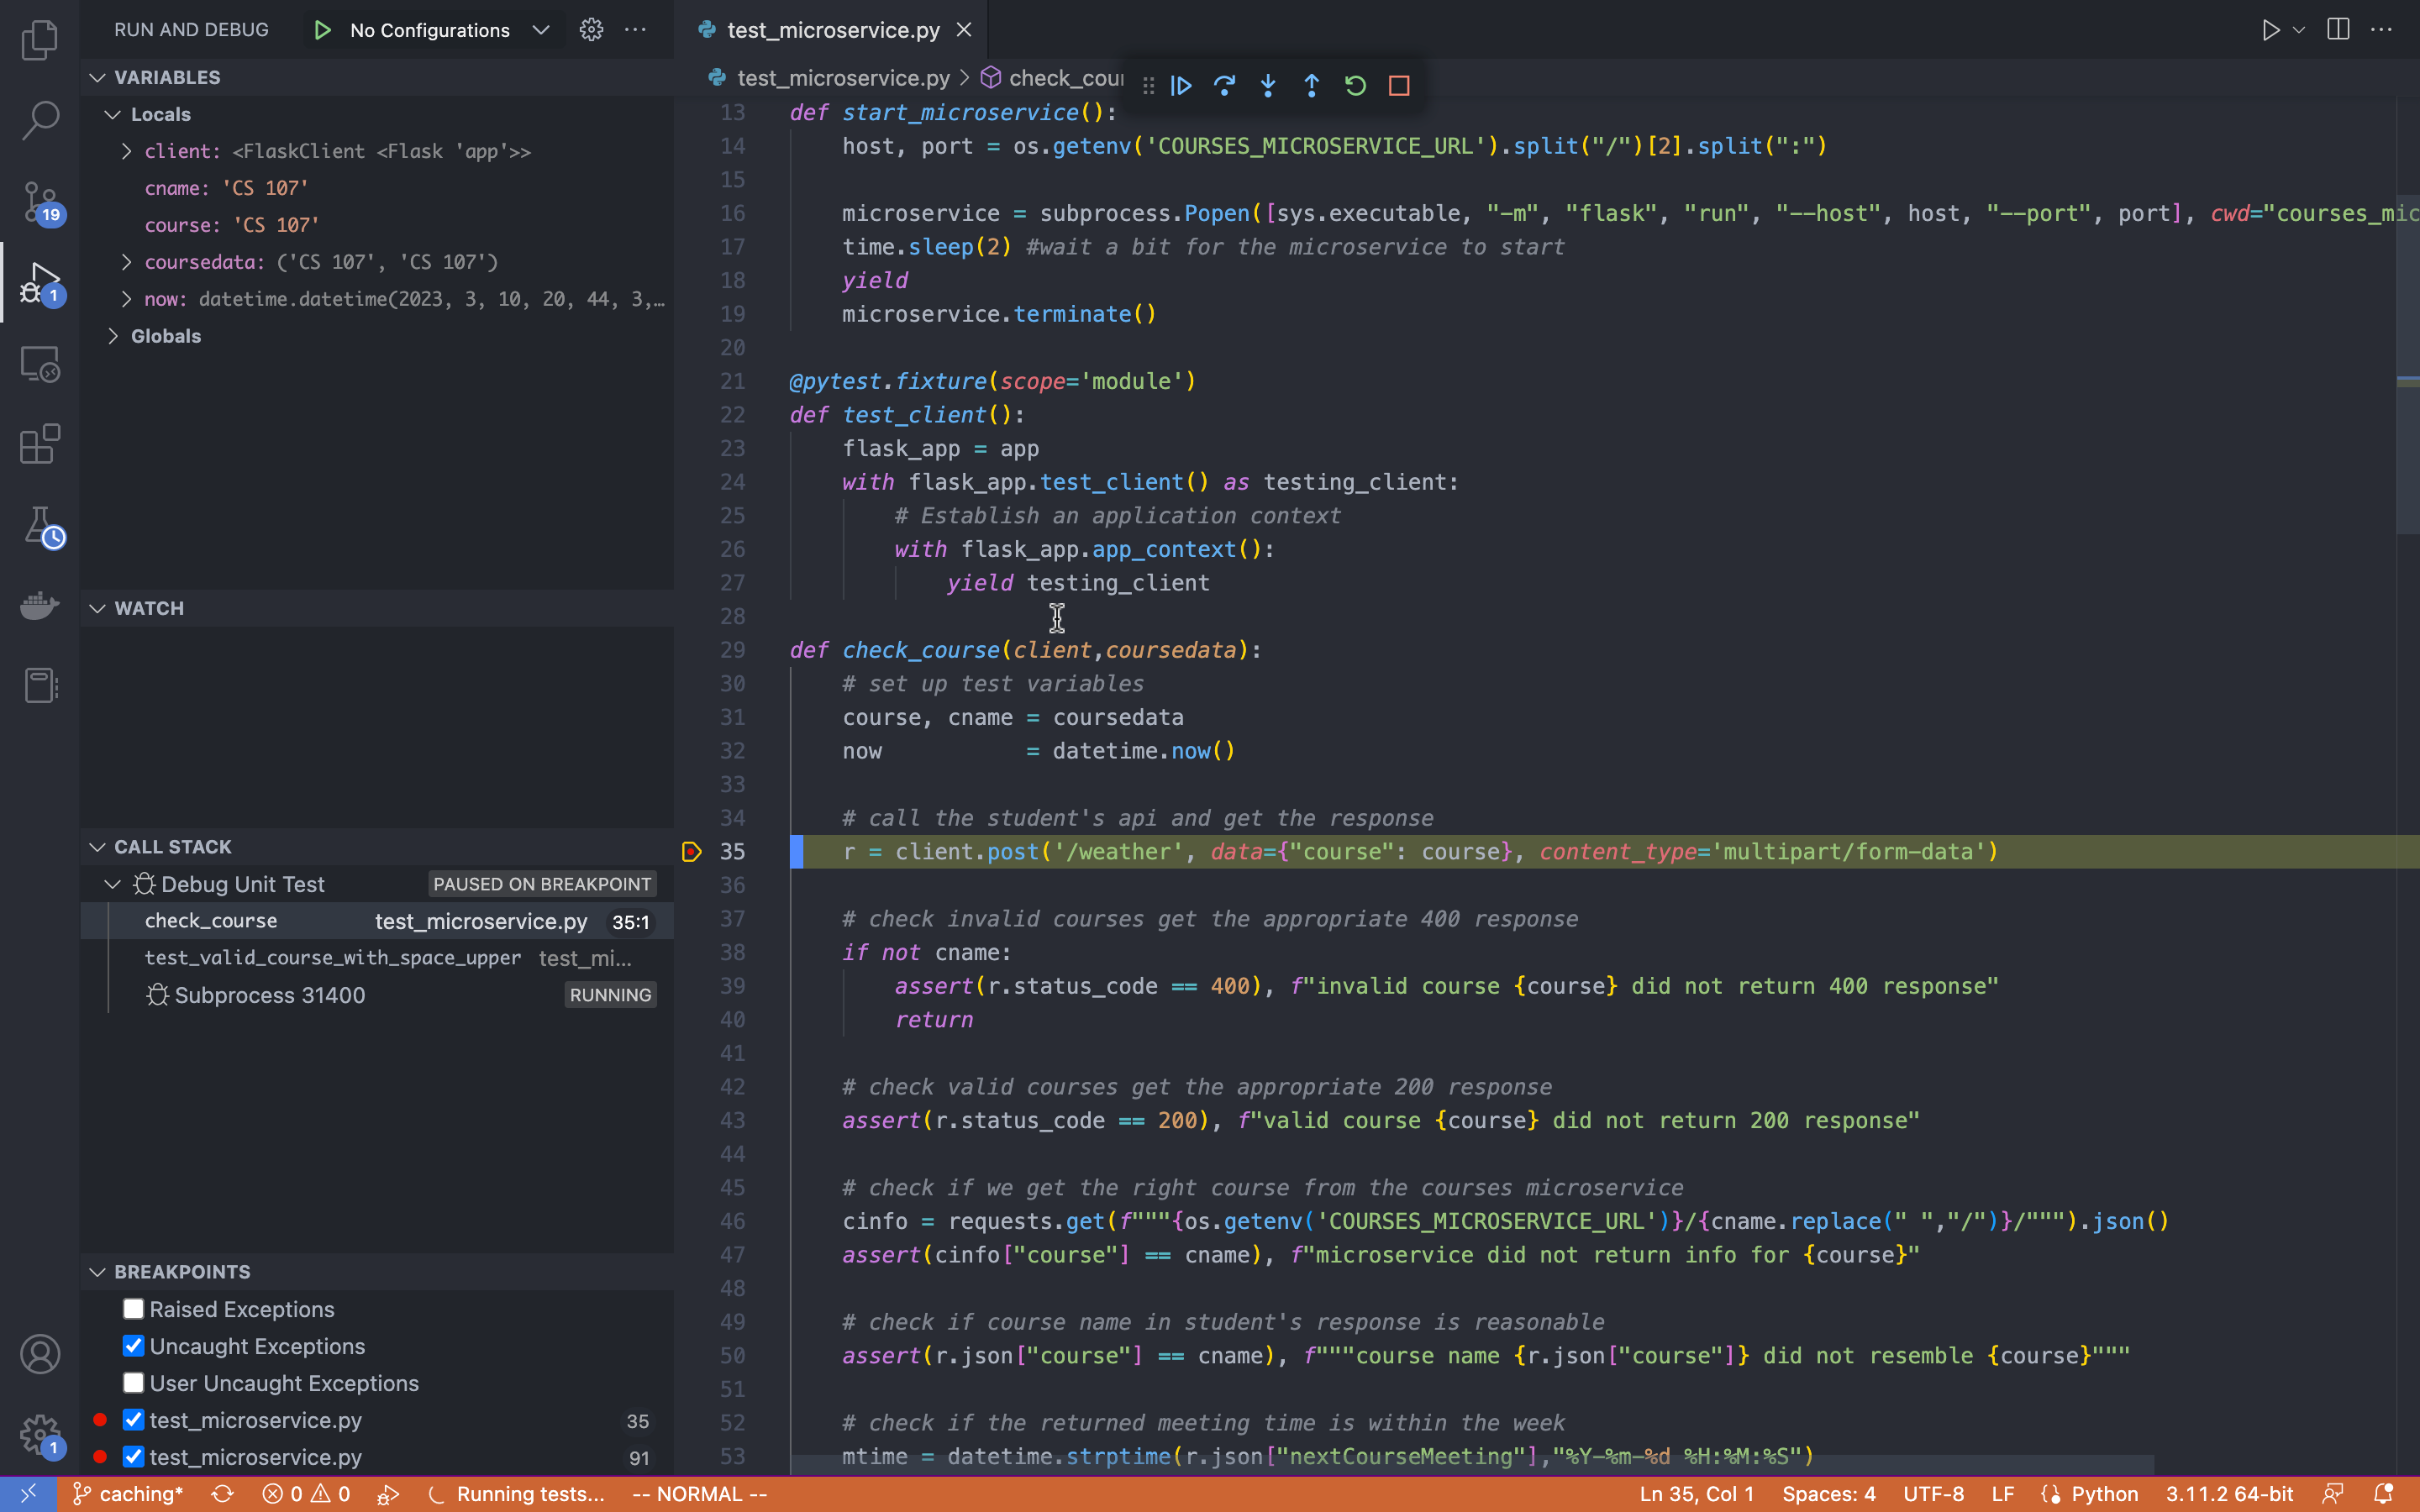 RUN AND DEBUG
No Configurations
VARIABLES
Locals
client: <FlaskClient <Flask 'app'>>
cname: 'CS 107'
course: 'CS 107'
coursedata: ('CS 107', 'CS 107')
now: datetime.datetime(2023, 3, 10, 20, 44, 3,…
Globals
WATCH
CALL STACK
Debug Unit Test PAUSED ON BREAKPOINT
check_course test_microservice.py 35:1
test_valid_course_with_space_upper test_mi...
Subprocess 31400 RUNNING
BREAKPOINTS
Raised Exceptions
Uncaught Exceptions
User Uncaught Exceptions
test_microservice.py 35
test_microservice.py 91
19
1
1
test_microservice.py
test_microservice.py > check_cour
13 def start_microservice():
14 host, port = os.getenv('COURSES_MICROSERVICE_URL').split("/")[2].split(":")
15
16 microservice = subprocess.Popen([sys.executable, "-m", "flask", "run", "--host", host, "--port", port], cwd="courses_mic
17 time.sleep(2) #wait a bit for the microservice to start
18 yield
19 microservice.terminate()
20
21 @pytest.fixture(scope='module')
22 def test_client():
23 flask_app = app
24 with flask_app.test_client() as testing_client:
25 # Establish an application context
26 with flask_app.app_context():
27 yield testing_client
28
29 def check_course(client,coursedata):
30 # set up test variables
31 course, cname = coursedata
32 now = datetime.now()
33
34 # call the student's api and get the response
35 r = client.post('/weather', data={"course": course}, content_type='multipart/form-data')
36
37 # check invalid courses get the appropriate 400 response
38 if not cname:
39 assert(r.status_code == 400), f"invalid course {course} did not return 400 response"
40 return
41
42 # check valid courses get the appropriate 200 response
43 assert(r.status_code == 200), f"valid course {course} did not return 200 response"
44
45 # check if we get the right course from the courses microservice
46 cinfo = requests.get(f"""{os.getenv('COURSES_MICROSERVICE_URL')}/{cname.replace(" ","/")}/""").json()
47 assert(cinfo["course"] == cname), f"microservice did not return info for {course}"
48
49 # check if course name in student's response is reasonable
50 assert(r.json["course"] == cname), f"""course name {r.json["course"]} did not resemble {course}"""
51
52 # check if the returned meeting time is within the week
53 mtime = datetime.strptime(r.json["nextCourseMeeting"],"%Y-%m-%d %H:%M:%S")
caching* 0 0 Running tests... -- NORMAL -- Ln 35, Col 1 Spaces: 4 UTF-8 LF Python 3.11.2 64-bit